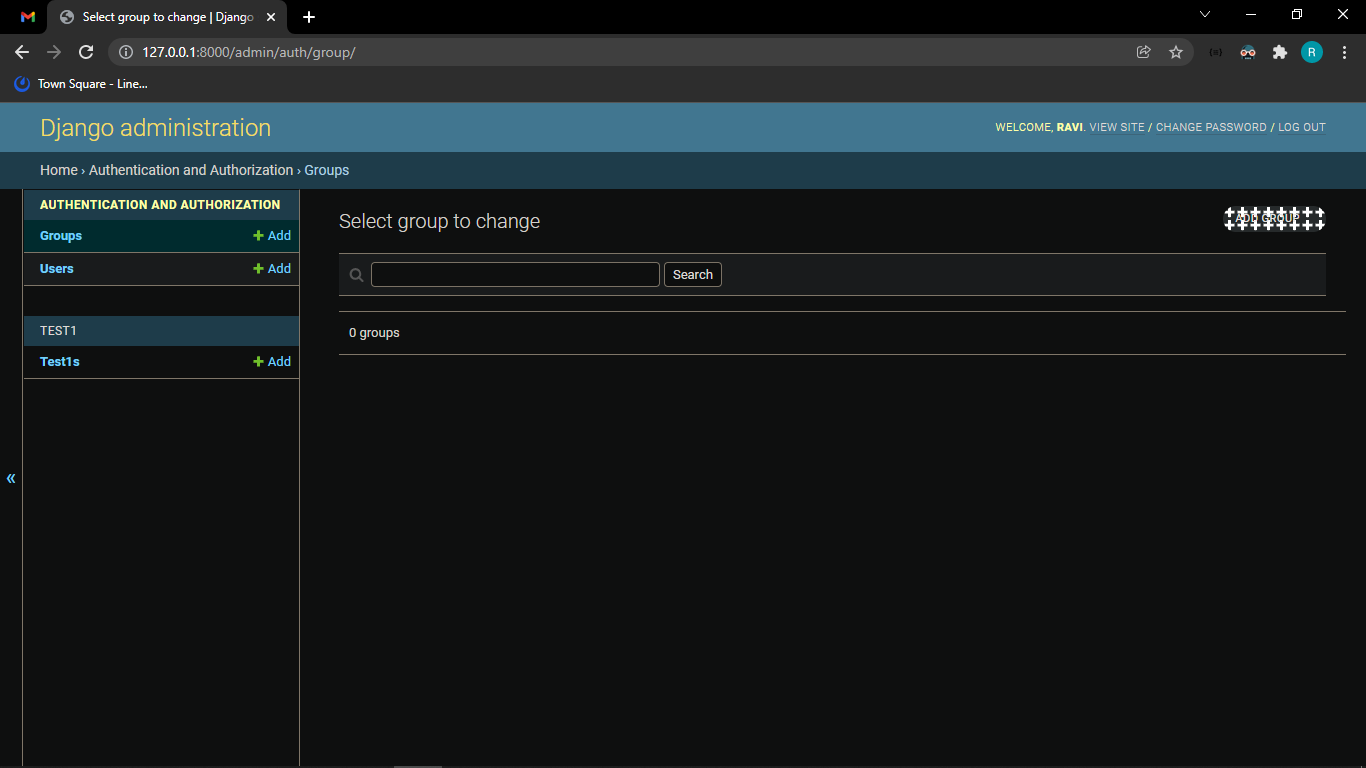 Select group to change | Django
127.0.0.1:8000/admin/auth/group/
R
Town Square - Line...
Django administration
WELCOME, RAVI. VIEW SITE / CHANGE PASSWORD / LOG OUT
Home › Authentication and Authorization › Groups
AUTHENTICATION AND AUTHORIZATION
Groups + Add
Users + Add
TEST1
Test1s + Add
«
Select group to change
ADD GROUP
Search
0 groups